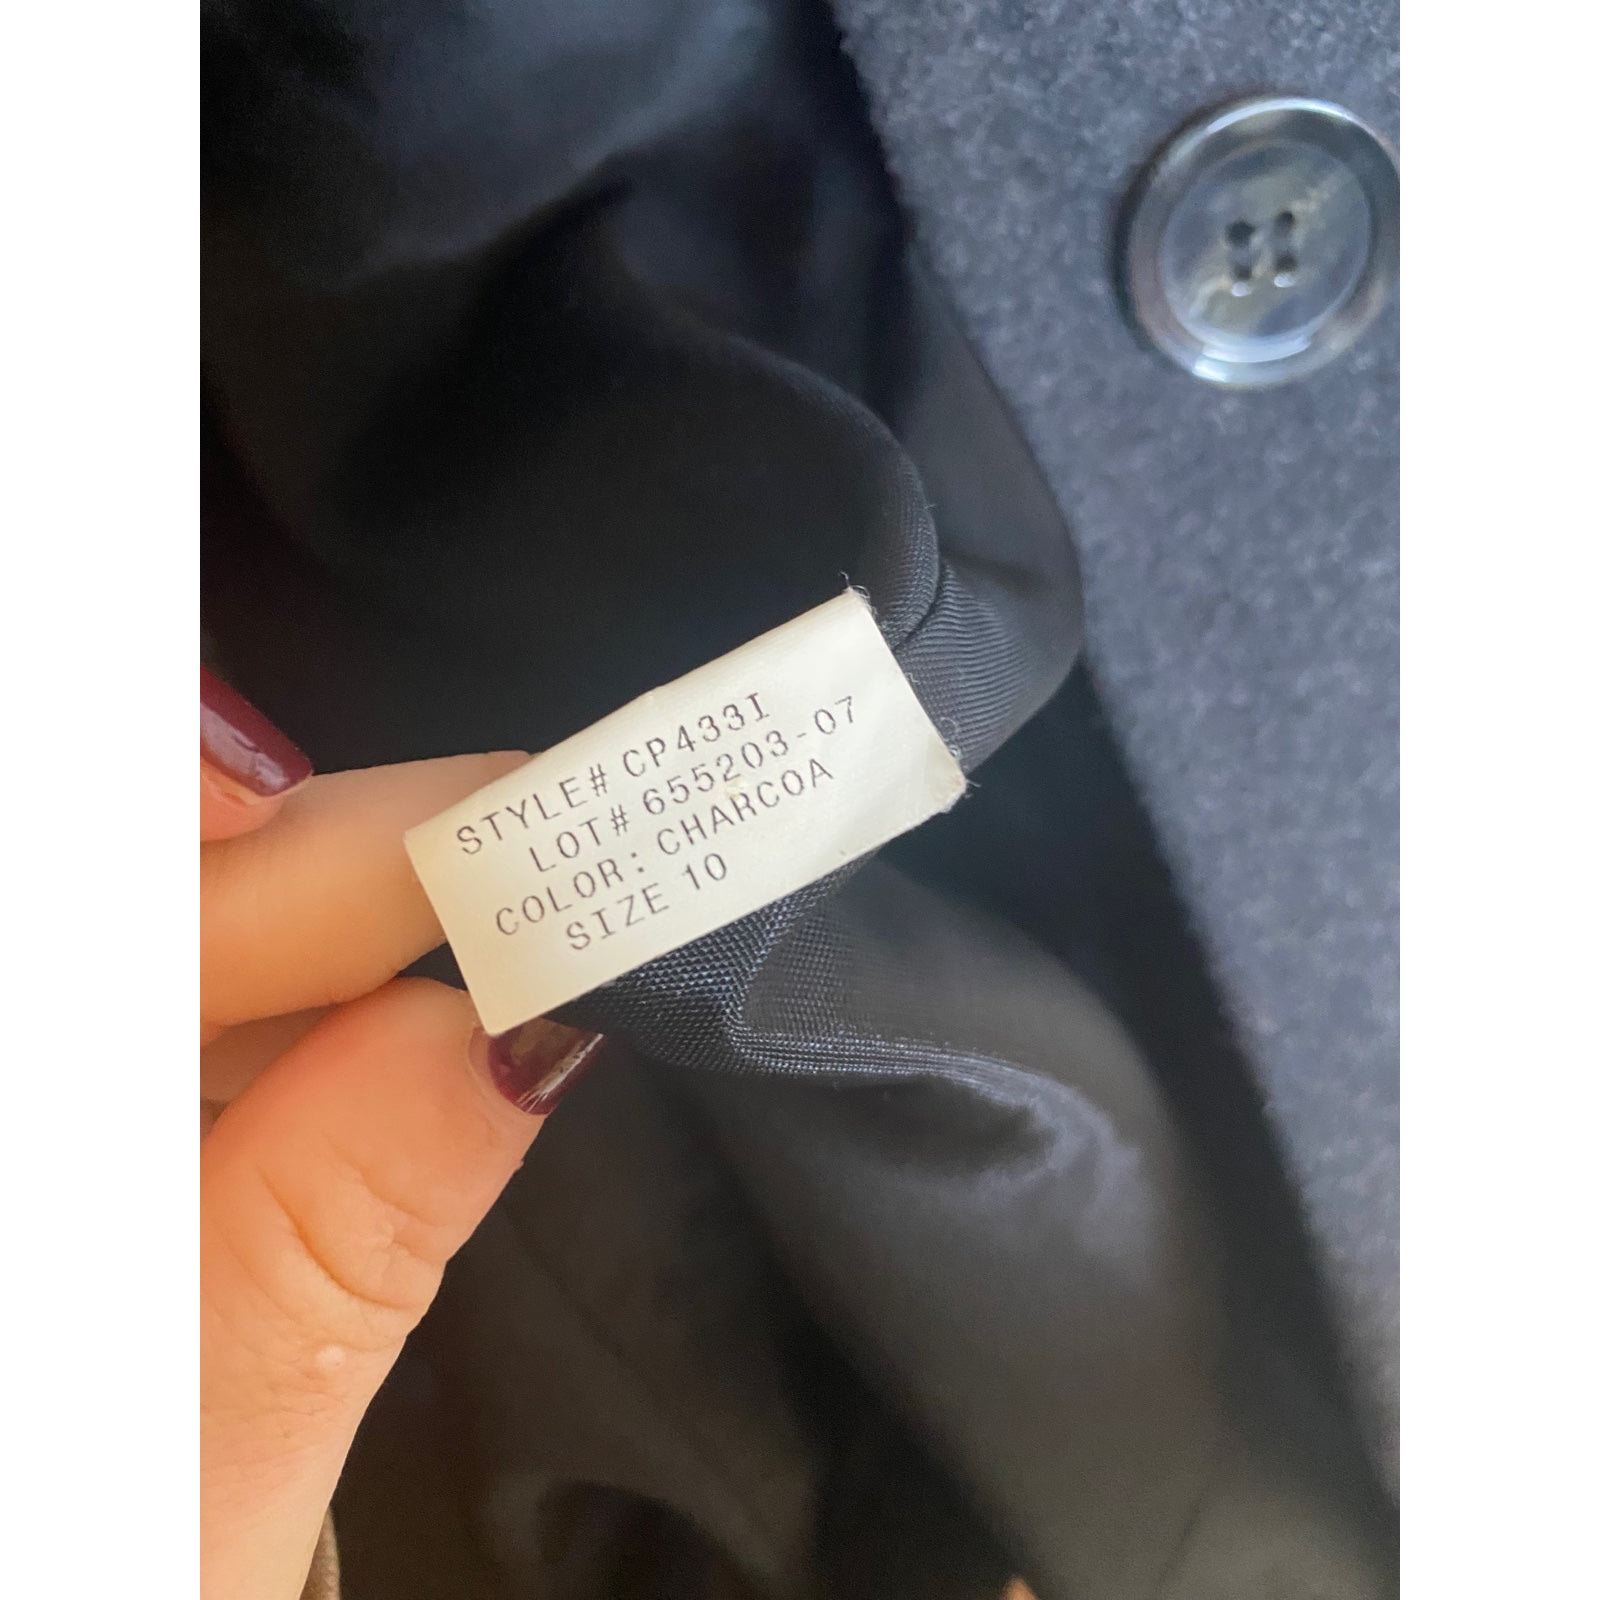 STYLE# CP433I
LOT# 655203-07
COLOR: CHARCOA
SIZE 10